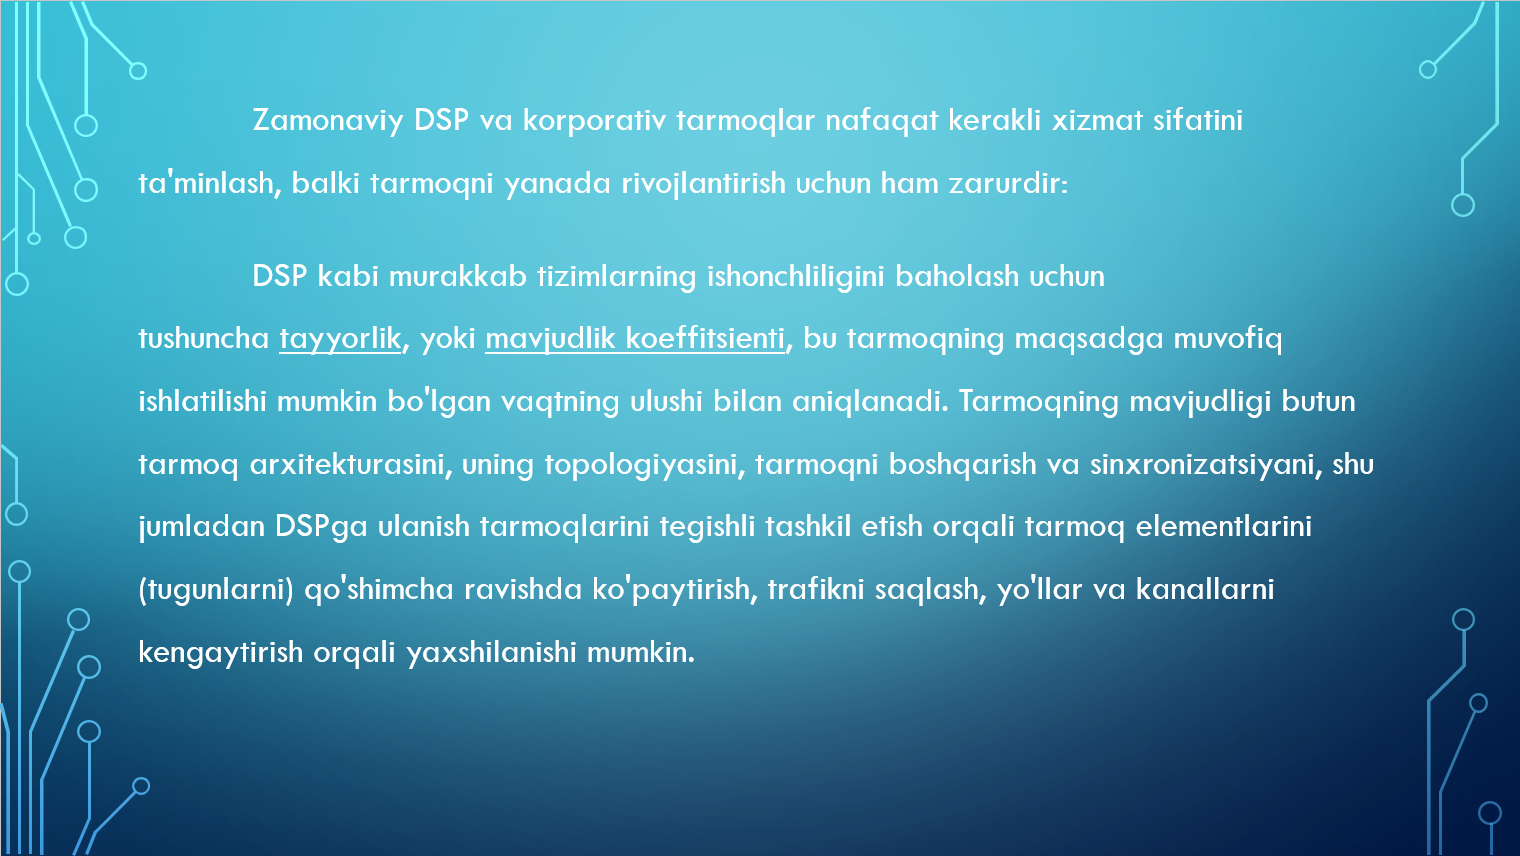 Zamonaviy DSP va korporativ tarmoqlar nafaqat kerakli xizmat sifatini
ta'minlash, balki tarmoqni yanada rivojlantirish uchun ham zarurdir:
DSP kabi murakkab tizimlarning ishonchliligini baholash uchun
tushuncha tayyorlik, yoki mavjudlik koeffitsienti, bu tarmoqning maqsadga muvofiq
ishlatilishi mumkin bo'lgan vaqtning ulushi bilan aniqlanadi. Tarmoqning mavjudligi butun
tarmoq arxitekturasini, uning topologiyasini, tarmoqni boshqarish va sinxronizatsiyani, shu
jumladan DSPga ulanish tarmoqlarini tegishli tashkil etish orqali tarmoq elementlarini
(tugunlarni) qo'shimcha ravishda ko'paytirish, trafikni saqlash, yo'llar va kanallarni
kengaytirish orqali yaxshilanishi mumkin.